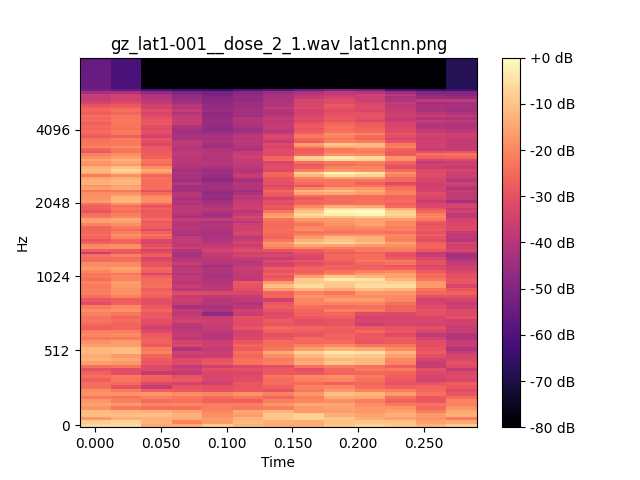 gz_lat1-001__dose_2_1.wav_lat1cnn.png
Hz
4096
2048
1024
512
0
0.000 0.050 0.100 0.150 0.200 0.250
Time
+0 dB
-10 dB
-20 dB
-30 dB
-40 dB
-50 dB
-60 dB
-70 dB
-80 dB